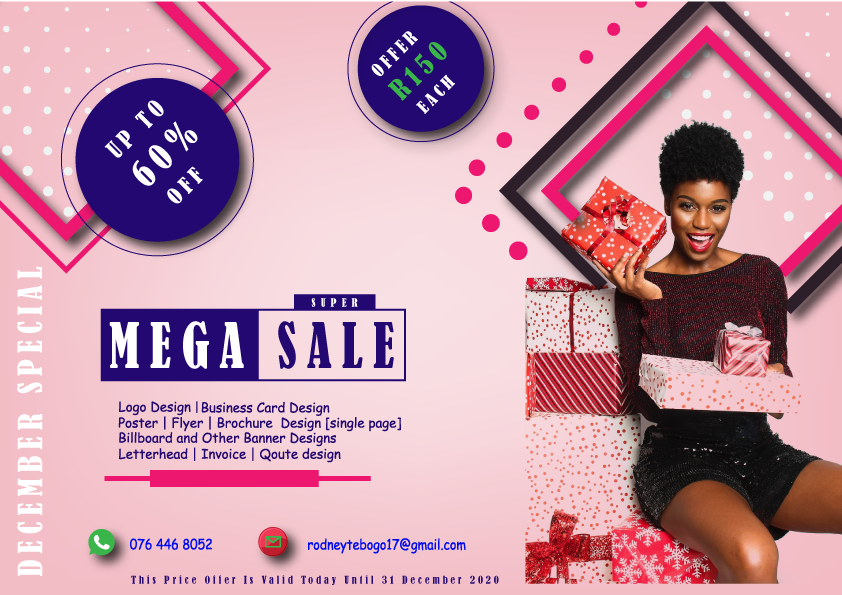 UP TO
60%
OFF
OFFER
R150
EACH
DECEMBER SPECIAL
SUPER
MEGA SALE
Logo Design | Business Card Design
Poster | Flyer | Brochure Design [single page]
Billboard and Other Banner Designs
Letterhead | Invoice | Qoute design
076 446 8052
rodneytebogo17@gmail.com
This Price Offer Is Valid Today Until 31 December 2020